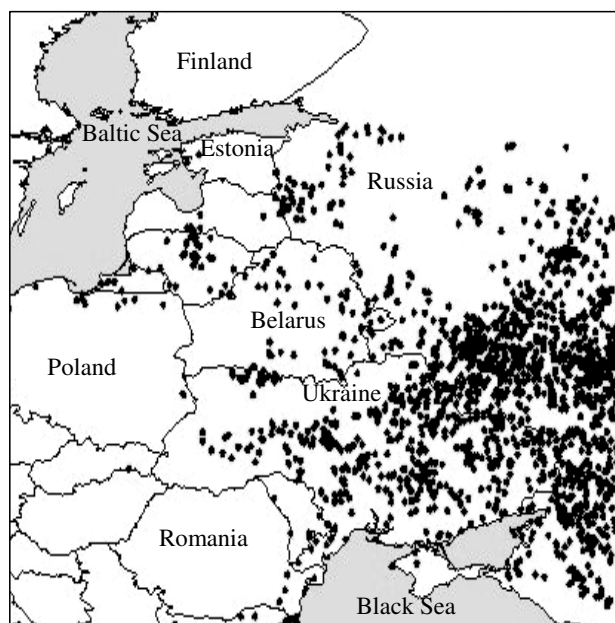 Finland
Baltic Sea
Estonia
Russia
Belarus
Poland
Ukraine
Romania
Black Sea